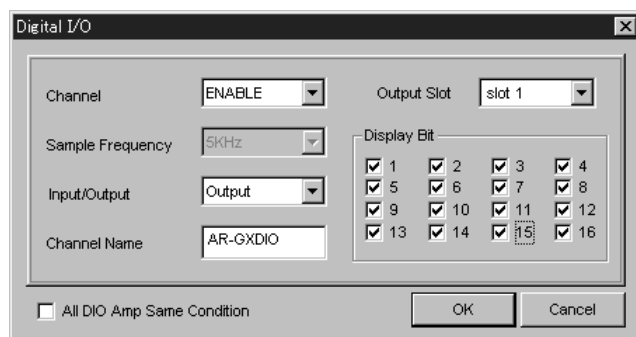 Digital I/O
Channel
ENABLE
Output Slot
slot 1
Sample Frequency
5KHz
Display Bit
1 2 3 4
5 6 7 8
9 10 11 12
13 14 15 16
Input/Output
Output
Channel Name
AR-GXDIO
All DIO Amp Same Condition
OK
Cancel